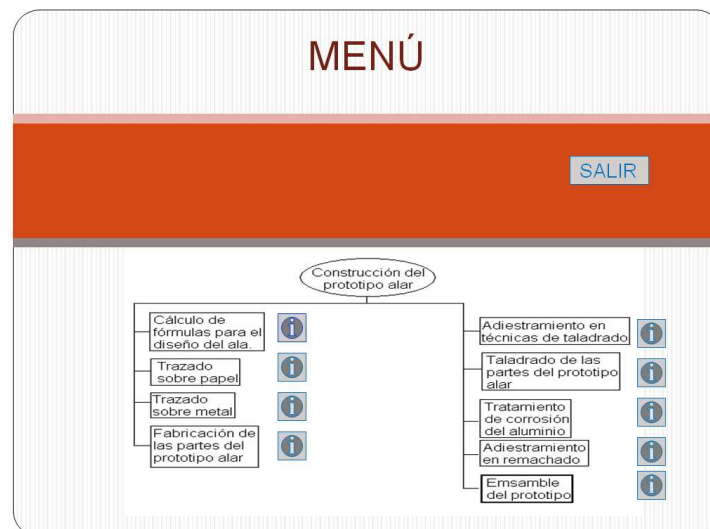 MENÚ
SALIR
Construcción del
prototipo alar
Cálculo de
fórmulas para el
diseño del ala.
Trazado
sobre papel
Trazado
sobre metal
Fabricación de
las partes del
prototipo alar
Adiestramiento en
técnicas de taladrado
Taladrado de las
partes del prototipo
alar
Tratamiento
de corrosión
del aluminio
Adiestramiento
en remachado
Emsamble
del prototipo